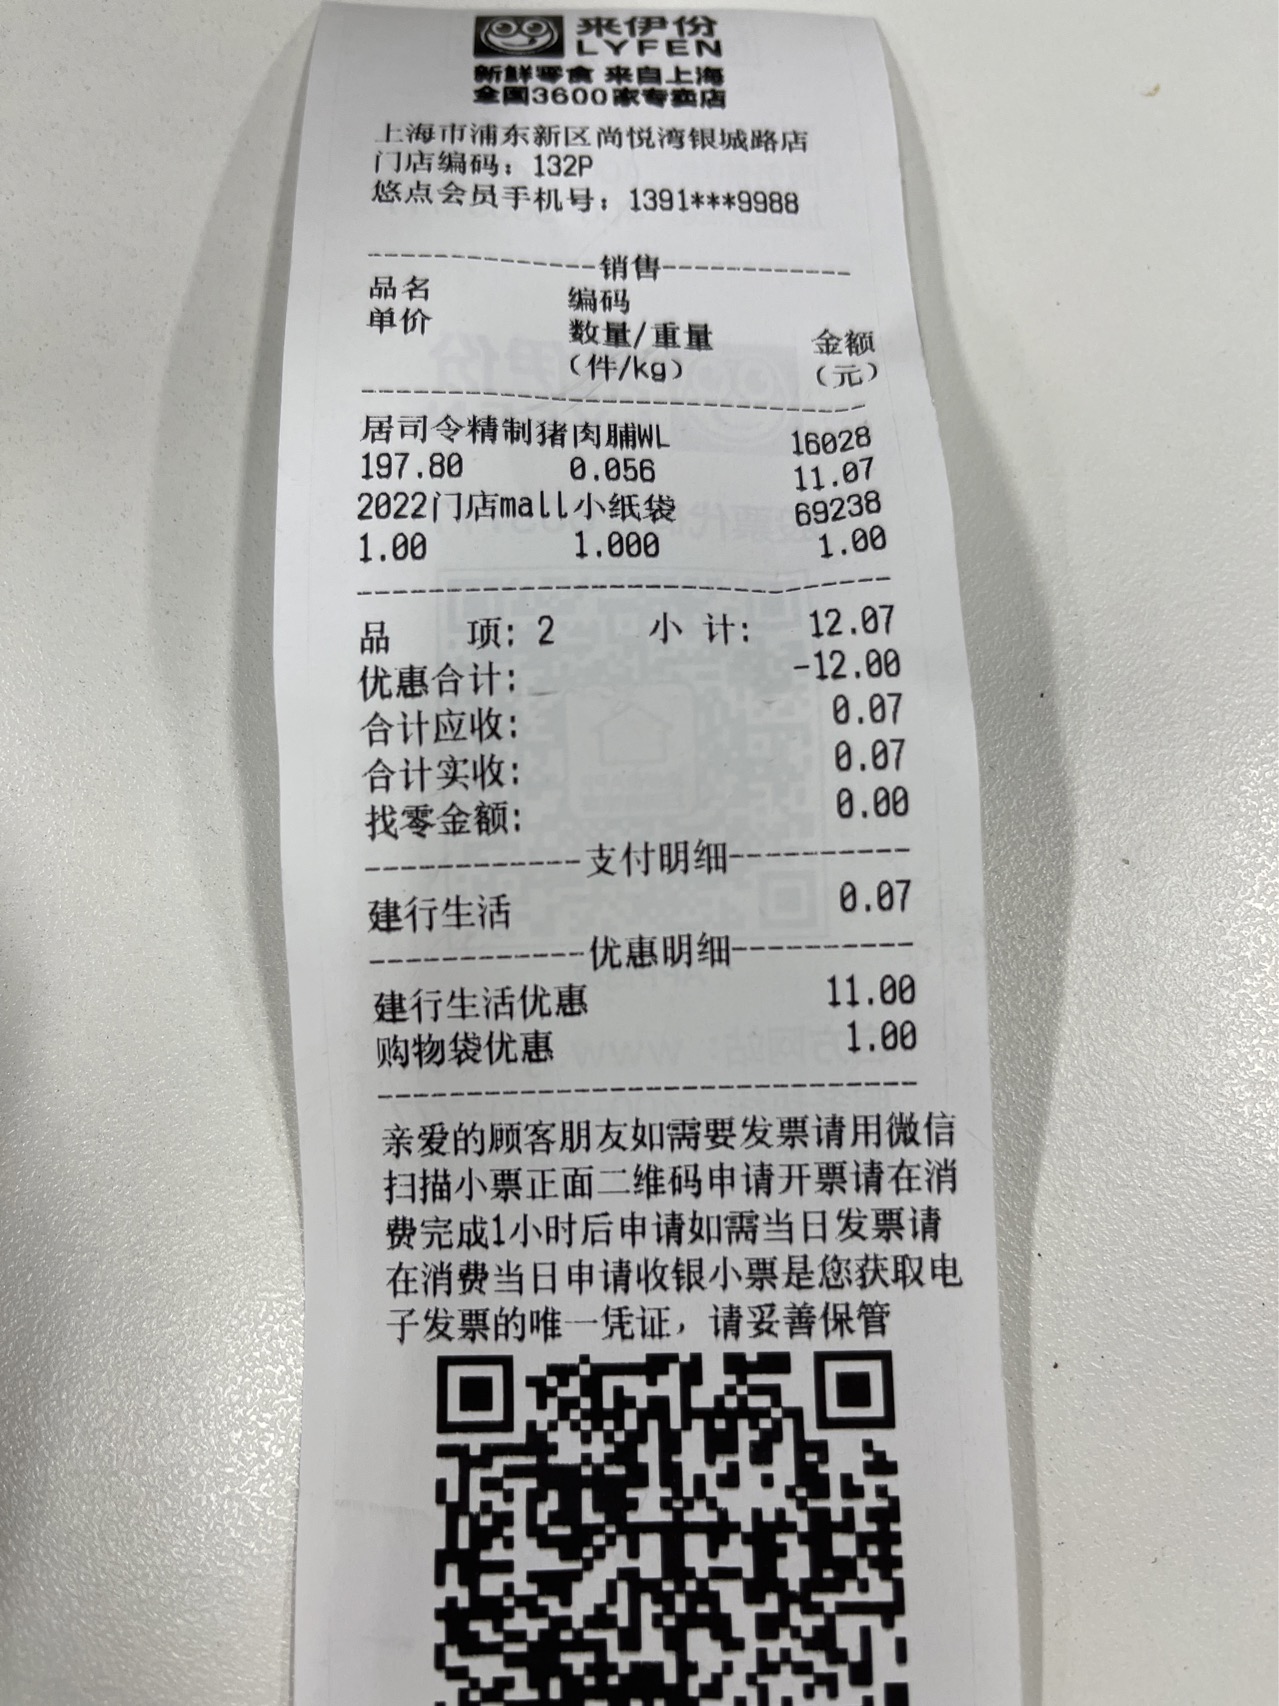 来伊份
LYFEN
新鲜零食 来自上海
全国3600家专卖店
上海市浦东新区尚悦湾银城路店
门店编码：132P
悠点会员手机号：1391***9988
------------------销售---------------
品名 编码
单价 数量/重量 金额
（件/kg） （元）
居司令精制猪肉脯WL 16028
197.80 0.056 11.07
2022门店mall小纸袋 69238
1.00 1.000 1.00
品 项: 2 小 计: 12.07
优惠合计: -12.00
合计应收: 0.07
合计实收: 0.07
找零金额: 0.00
------------支付明细----------
建行生活 0.07
------------优惠明细----------
建行生活优惠 11.00
购物袋优惠 1.00
亲爱的顾客朋友如需要发票请用微信
扫描小票正面二维码申请开票请在消
费完成1小时后申请如需当日发票请
在消费当日申请收银小票是您获取电
子发票的唯一凭证，请妥善保管